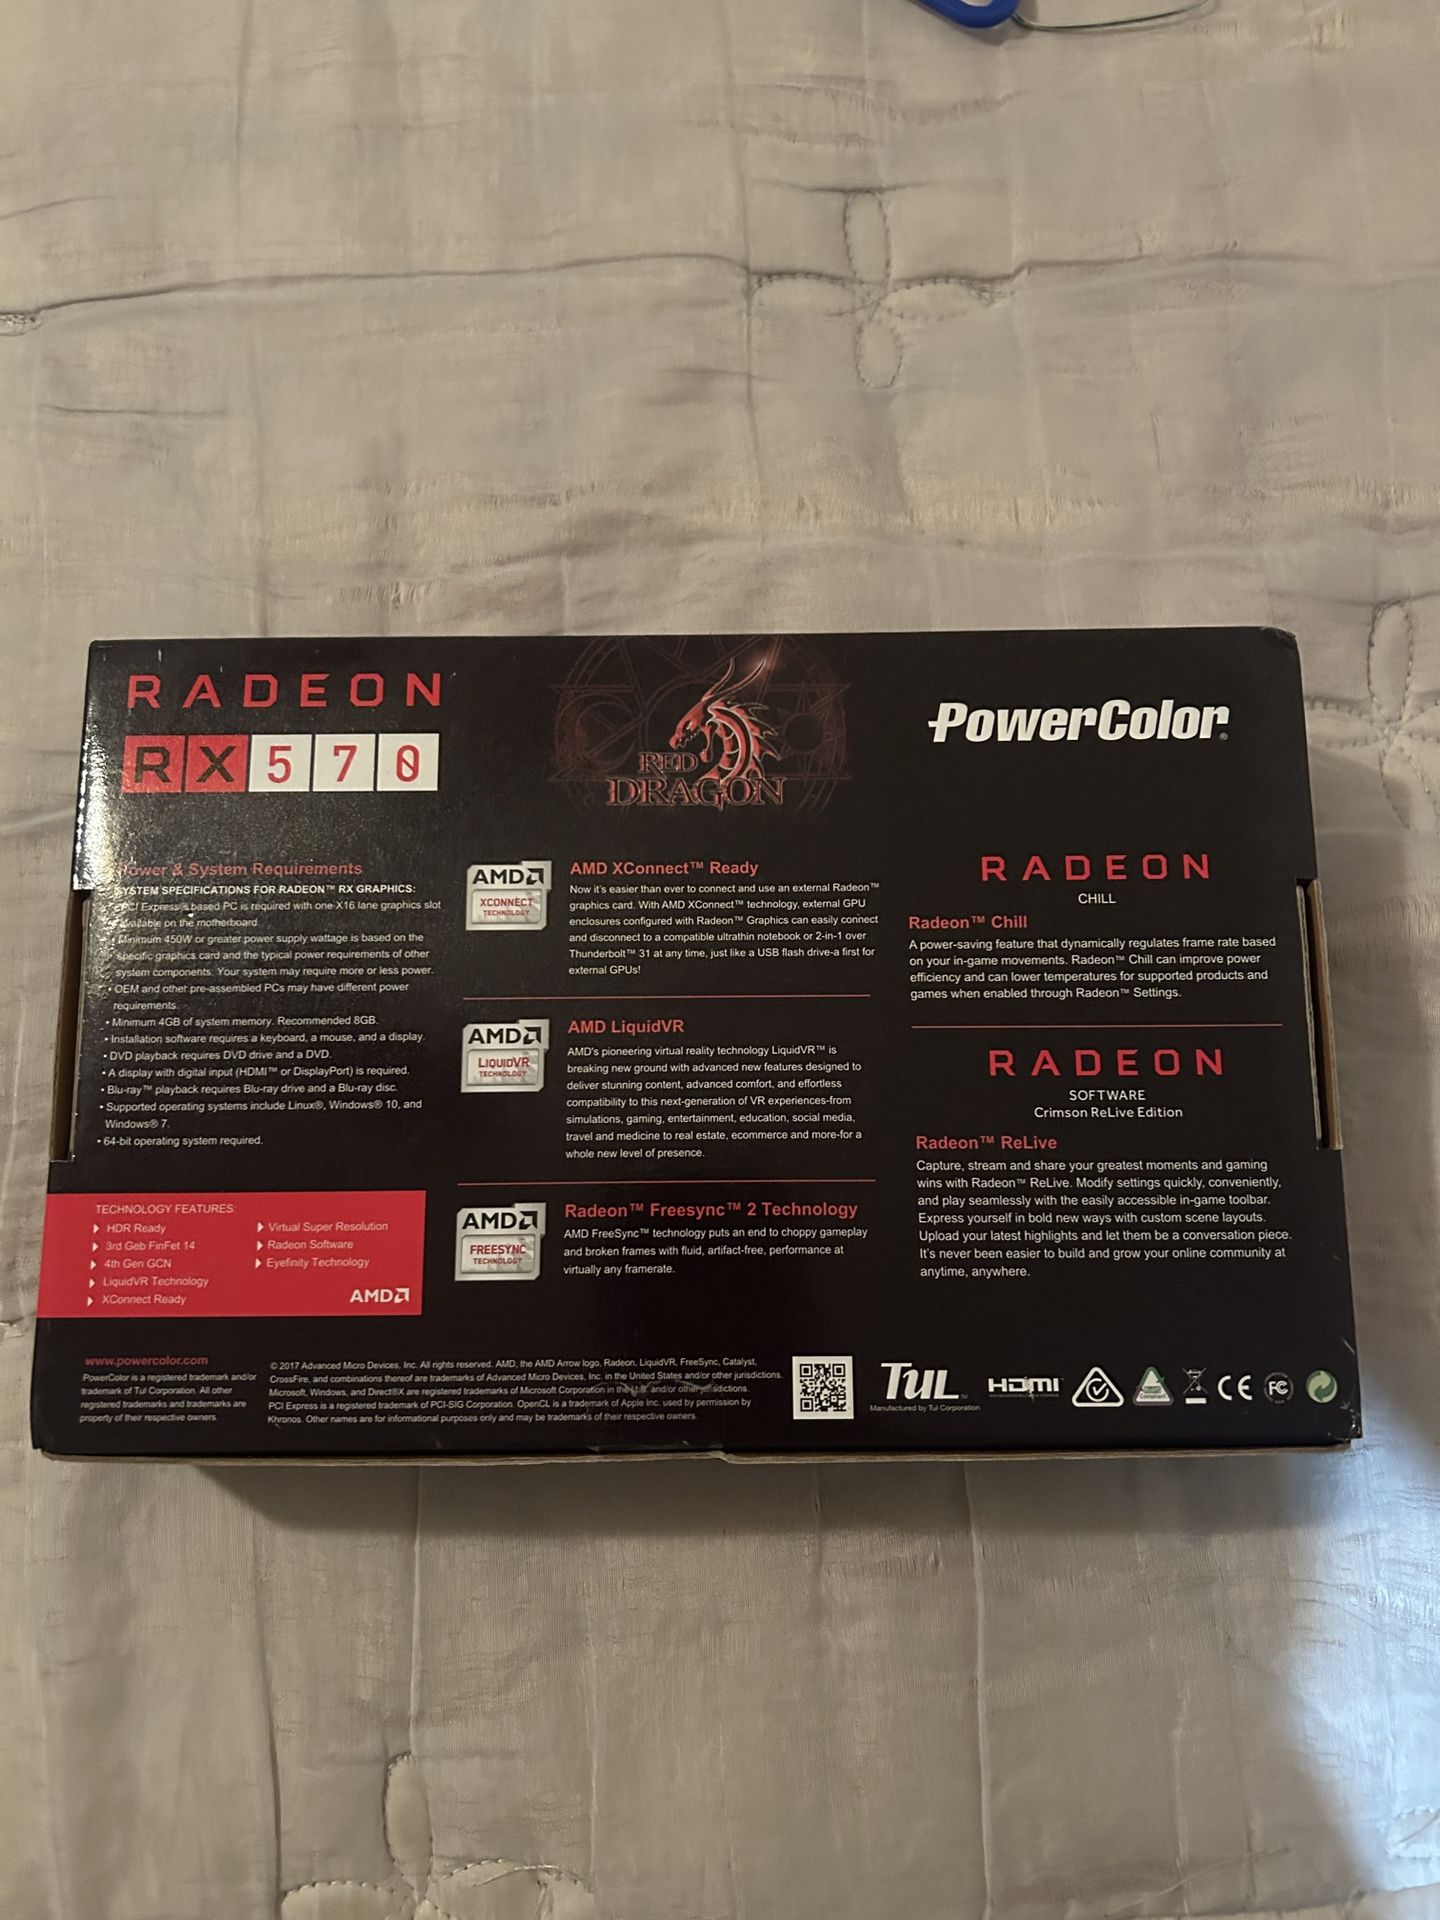 RADEON
RX 570
RED
DRAGON
PowerColor®
Power & System Requirements
SYSTEM SPECIFICATIONS FOR RADEON™ RX GRAPHICS:
• PCI Express® based PC is required with one X16 lane graphics slot
available on the motherboard.
• Minimum 450W or greater power supply wattage is based on the
specific graphics card and the typical power requirements of other
system components. Your system may require more or less power.
• OEM and other pre-assembled PCs may have different power
requirements.
• Minimum 4GB of system memory. Recommended 8GB.
• Installation software requires a keyboard, a mouse, and a display.
• DVD playback requires DVD drive and a DVD.
• A display with digital input (HDMI™ or DisplayPort) is required.
• Blu-ray™ playback requires Blu-ray drive and a Blu-ray disc.
• Supported operating systems include Linux®, Windows® 10, and
Windows® 7.
• 64-bit operating system required.
TECHNOLOGY FEATURES:
HDR Ready
3rd Geb FinFet 14
4th Gen GCN
LiquidVR Technology
XConnect Ready
Virtual Super Resolution
Radeon Software
Eyefinity Technology
AMD
AMD
XCONNECT
TECHNOLOGY
AMD XConnect™ Ready
Now it's easier than ever to connect and use an external Radeon™
graphics card. With AMD XConnect™ technology, external GPU
enclosures configured with Radeon™ Graphics can easily connect
and disconnect to a compatible ultrathin notebook or 2-in-1 over
Thunderbolt™ 31 at any time, just like a USB flash drive-a first for
external GPUs!
AMD
LIQUIDVR
TECHNOLOGY
AMD LiquidVR
AMD's pioneering virtual reality technology LiquidVR™ is
breaking new ground with advanced new features designed to
deliver stunning content, advanced comfort, and effortless
compatibility to this next-generation of VR experiences-from
simulations, gaming, entertainment, education, social media,
travel and medicine to real estate, ecommerce and more-for a
whole new level of presence.
AMD
FREESYNC
TECHNOLOGY
Radeon™ Freesync™ 2 Technology
AMD FreeSync™ technology puts an end to choppy gameplay
and broken frames with fluid, artifact-free, performance at
virtually any framerate.
RADEON
CHILL
Radeon™ Chill
A power-saving feature that dynamically regulates frame rate based
on your in-game movements. Radeon™ Chill can improve power
efficiency and can lower temperatures for supported products and
games when enabled through Radeon™ Settings.
RADEON
SOFTWARE
Crimson ReLive Edition
Radeon™ ReLive
Capture, stream and share your greatest moments and gaming
wins with Radeon™ ReLive. Modify settings quickly, conveniently,
and play seamlessly with the easily accessible in-game toolbar.
Express yourself in bold new ways with custom scene layouts.
Upload your latest highlights and let them be a conversation piece.
It's never been easier to build and grow your online community at
anytime, anywhere.
www.powercolor.com
PowerColor is a registered trademark and/or
trademark of Tul Corporation. All other
registered trademarks and trademarks are
property of their respective owners.
© 2017 Advanced Micro Devices, Inc. All rights reserved. AMD, the AMD Arrow logo, Radeon, LiquidVR, FreeSync, Catalyst,
CrossFire, and combinations thereof are trademarks of Advanced Micro Devices, Inc. in the United States and/or other jurisdictions.
Microsoft, Windows, and DirectX are registered trademarks of Microsoft Corporation in the U.S. and/or other jurisdictions.
PCI Express is a registered trademark of PCI-SIG Corporation. OpenCL is a trademark of Apple Inc. used by permission by
Khronos. Other names are for informational purposes only and may be trademarks of their respective owners.
TUL™
Manufactured by Tul Corporation
HDMI
CE
FC